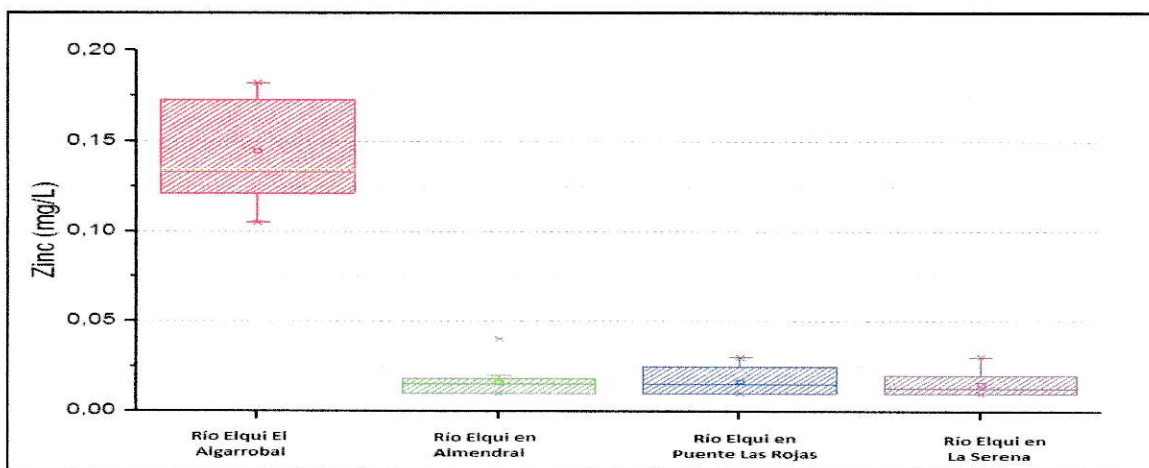 0,20
0,15
0,10
0,05
0,00
Zinc (mg/L)
Río Elqui El
Algarrobal
Río Elqui en
Almendral
Río Elqui en
Puente Las Rojas
Río Elqui en
La Serena